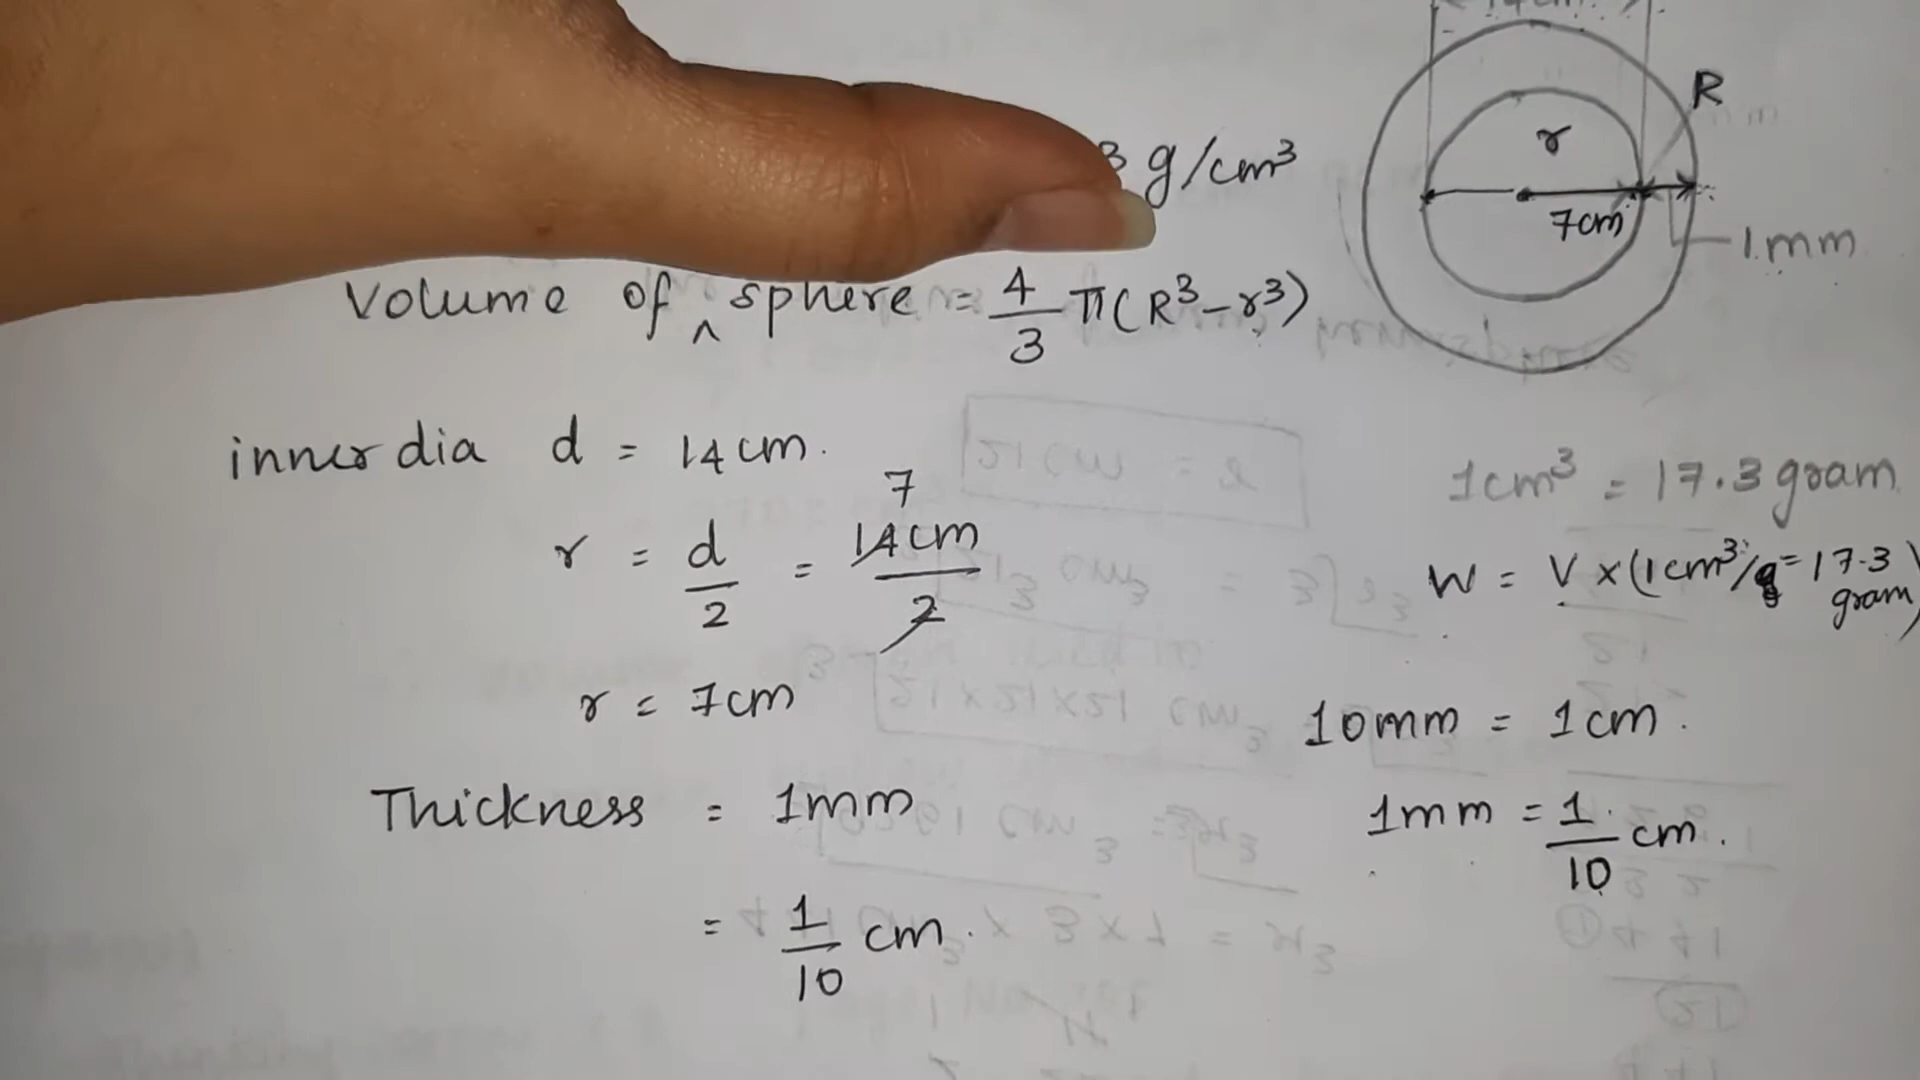 R
r
3 g/cm³
7cm
1mm
Volume of ^ sphere = 4/3 π(R³-r³)
inner dia d = 14cm.
1cm³ = 17.3 gram
7
r = d/2 = 14cm/2
W = V x (1cm³/g = 17.3 gram)
r = 7cm
10mm = 1cm.
Thickness = 1mm
1mm = 1/10 cm.
= 1/10 cm.